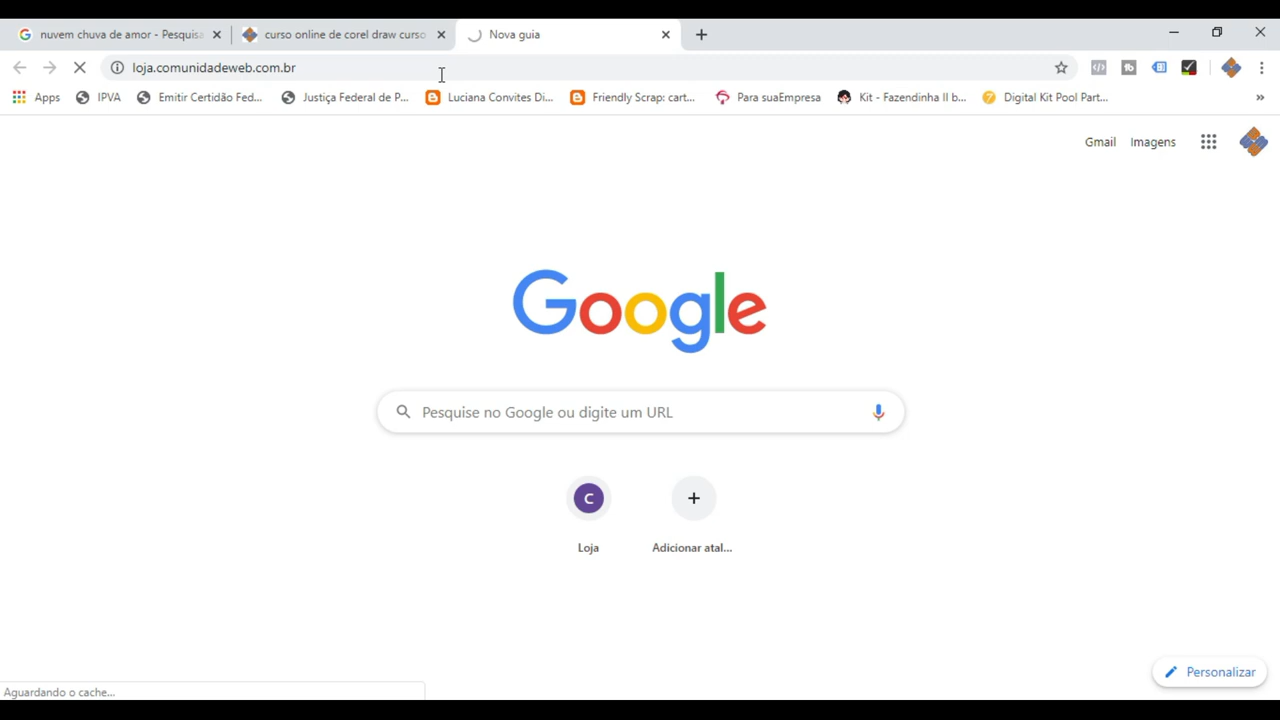 nuvem chuva de amor - Pesquisa
curso online de corel draw curso
Nova guia
loja.comunidadeweb.com.br
Apps
IPVA
Emitir Certidão Fed...
Justiça Federal de P...
Luciana Convites Di...
Friendly Scrap: cart...
Para suaEmpresa
Kit - Fazendinha II b...
Digital Kit Pool Part...
»
Gmail
Imagens
Google
Pesquise no Google ou digite um URL
C
Loja
Adicionar atal...
Personalizar
Aguardando o cache...